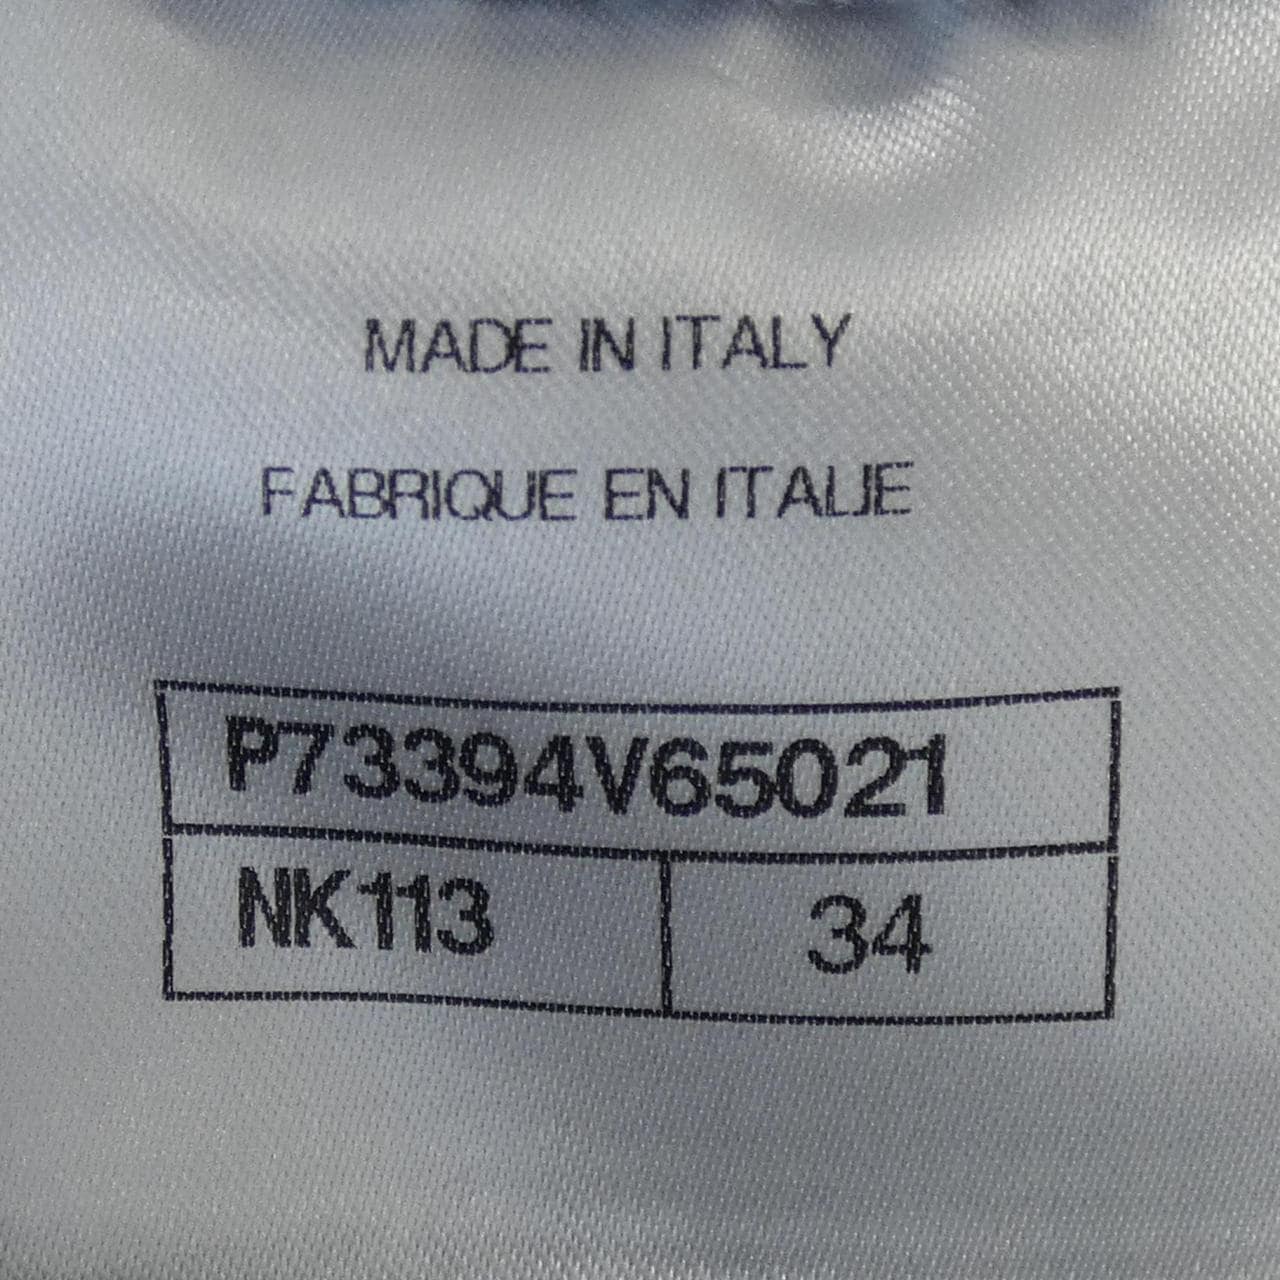 MADE IN ITALY
FABRIQUE EN ITALIE
P73394V65021
NK113 34